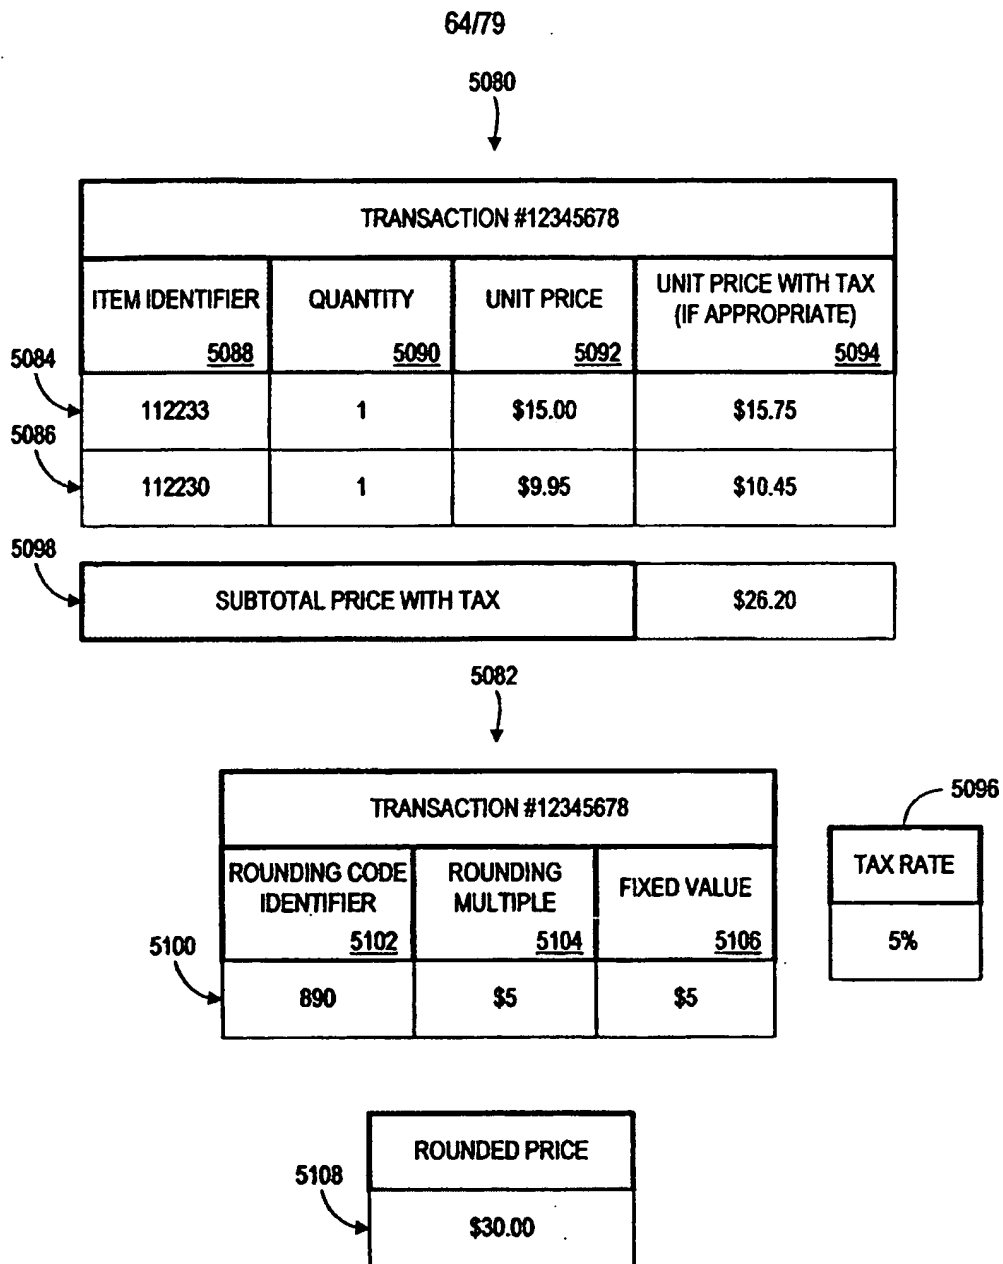 64/79
5080
TRANSACTION #12345678
ITEM IDENTIFIER
5088
QUANTITY
5090
UNIT PRICE
5092
UNIT PRICE WITH TAX
(IF APPROPRIATE)
5094
5084
112233 1 $15.00 $15.75
5086
112230 1 $9.95 $10.45
5098
SUBTOTAL PRICE WITH TAX $26.20
5082
TRANSACTION #12345678
ROUNDING CODE
IDENTIFIER
5102
ROUNDING
MULTIPLE
5104
FIXED VALUE
5106
5096
TAX RATE
5%
5100
890 $5 $5
ROUNDED PRICE
5108
$30.00